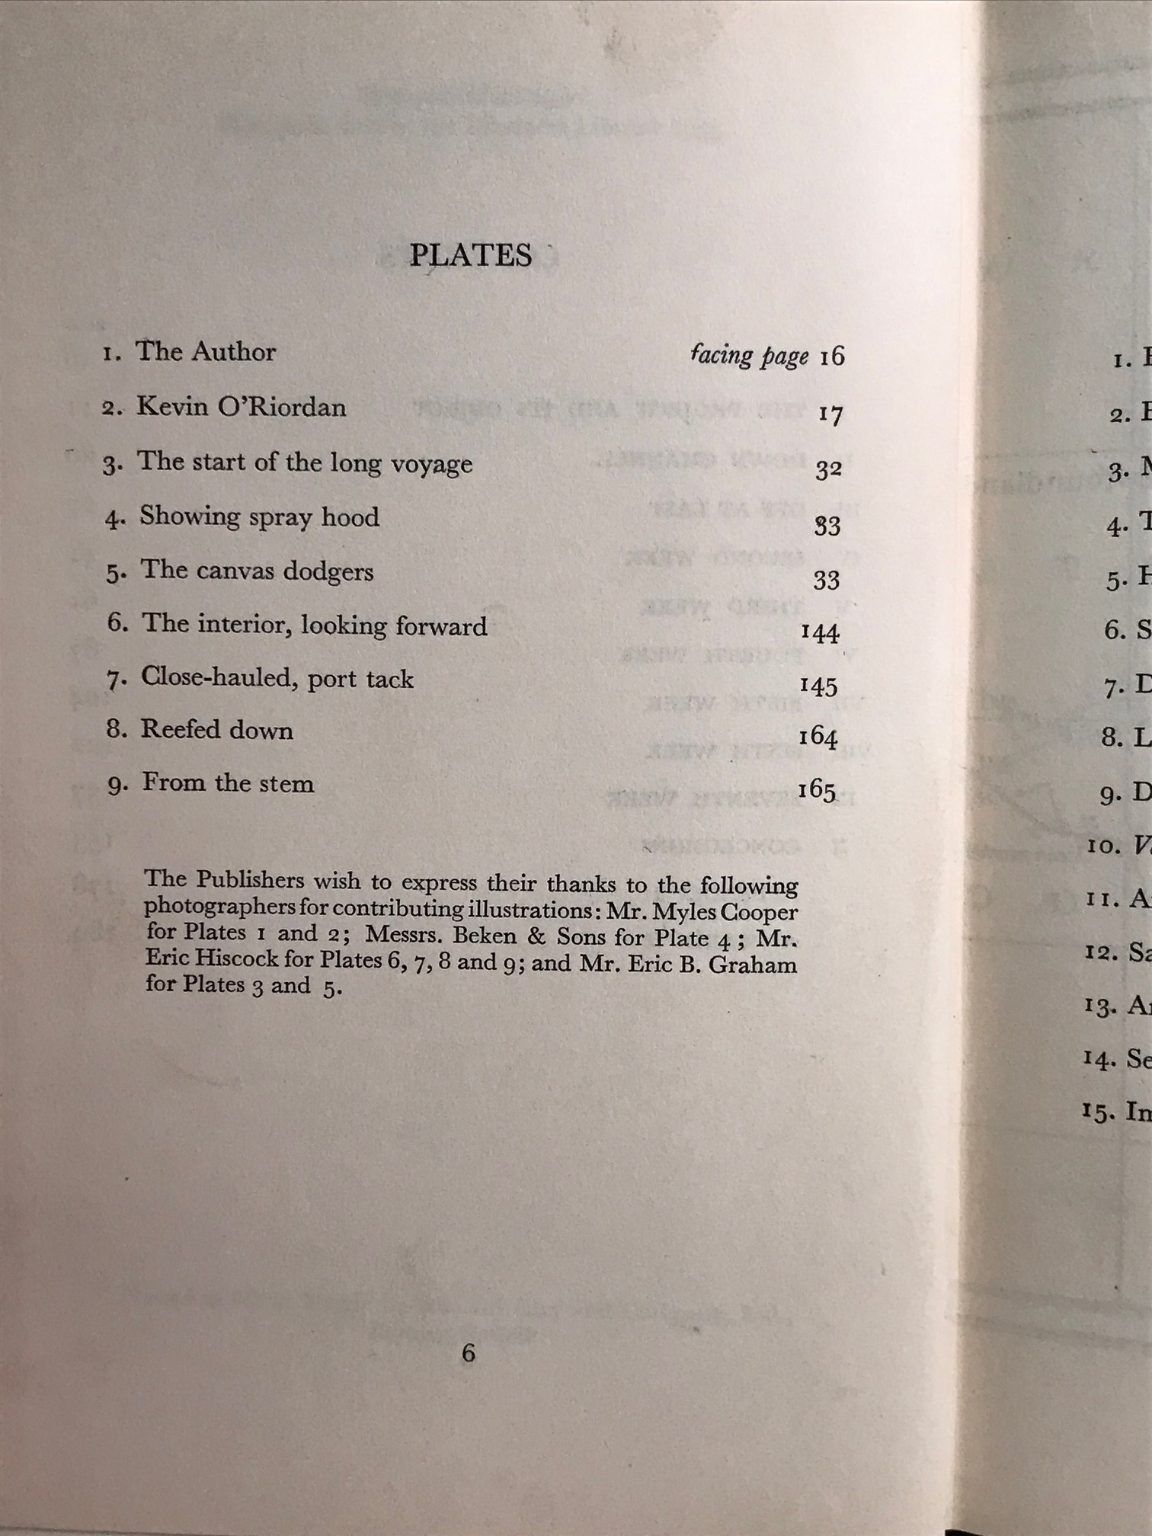 PLATES
1. The Author facing page 16
2. Kevin O'Riordan 17
3. The start of the long voyage 32
4. Showing spray hood 33
5. The canvas dodgers 33
6. The interior, looking forward 144
7. Close-hauled, port tack 145
8. Reefed down 164
9. From the stem 165
The Publishers wish to express their thanks to the following
photographers for contributing illustrations: Mr. Myles Cooper
for Plates 1 and 2; Messrs. Beken & Sons for Plate 4; Mr.
Eric Hiscock for Plates 6, 7, 8 and 9; and Mr. Eric B. Graham
for Plates 3 and 5.
6
1.
2.
3.
4.
5.
6.
7.
8.
9.
10.
11.
12.
13.
14.
15.